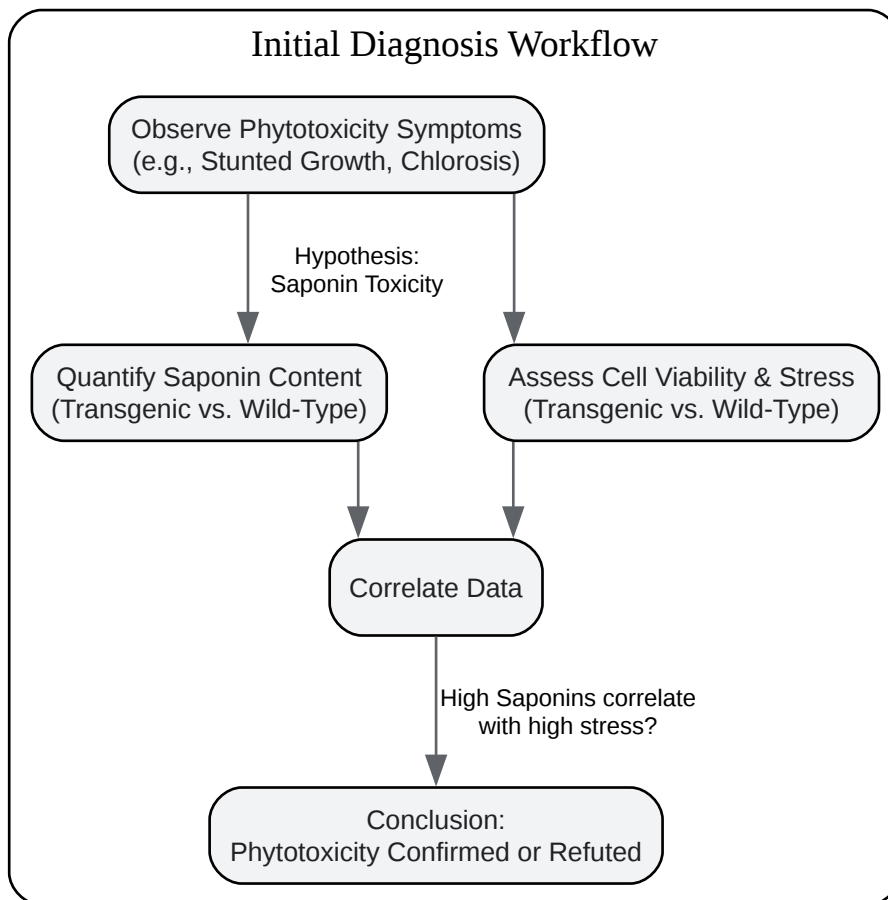 Initial Diagnosis Workflow
Observe Phytotoxicity Symptoms
(e.g., Stunted Growth, Chlorosis)
Hypothesis:
Saponin Toxicity
Quantify Saponin Content
(Transgenic vs. Wild-Type)
Assess Cell Viability & Stress
(Transgenic vs. Wild-Type)
Correlate Data
High Saponins correlate
with high stress?
Conclusion:
Phytotoxicity Confirmed or Refuted